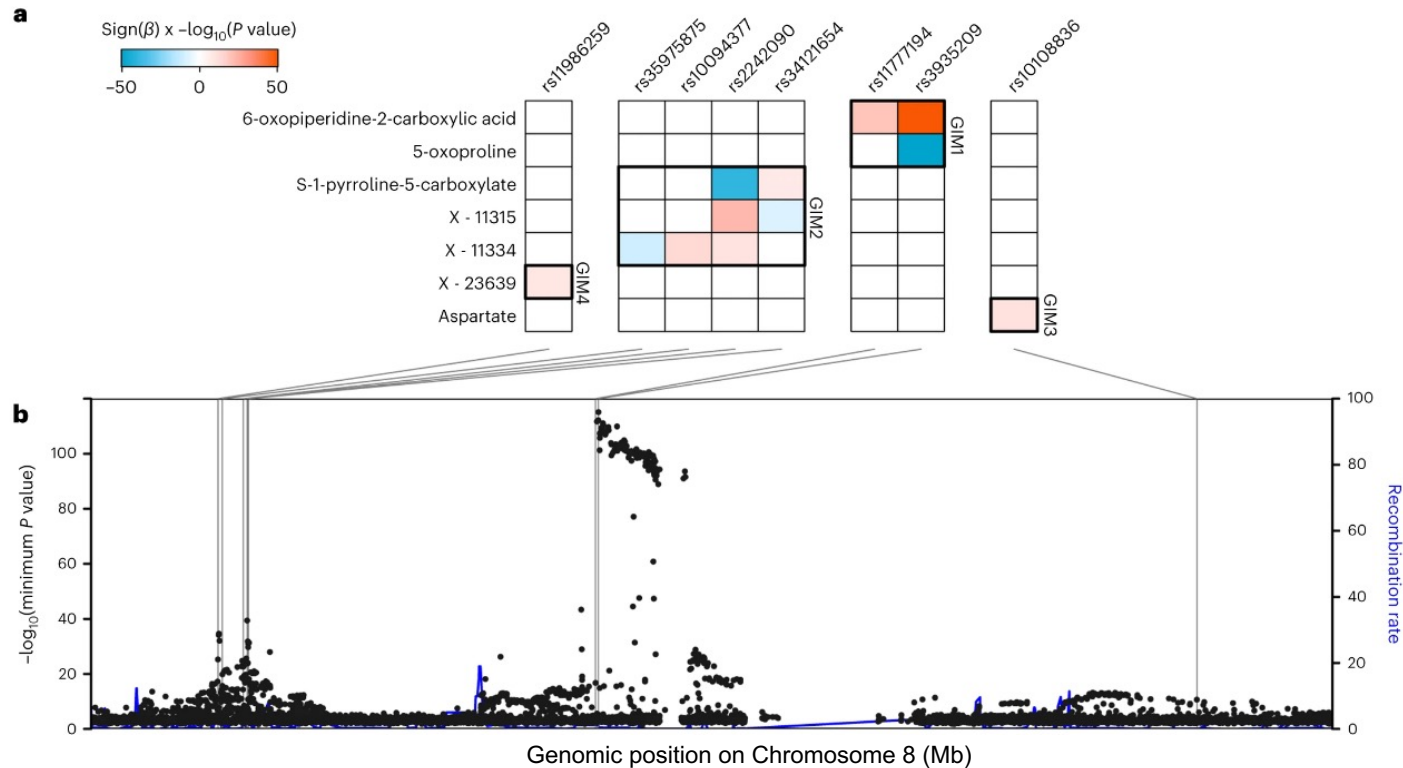 a
Sign(β) x –log10(P value)
–50 0 50
rs11986259
rs35975875
rs10094377
rs2242090
rs34121654
rs11777194
rs3935209
rs10108836
6-oxopiperidine-2-carboxylic acid
5-oxoproline
S-1-pyrroline-5-carboxylate
X - 11315
X - 11334
X - 23639
Aspartate
GIM1
GIM2
GIM4
GIM3
b
–log10(minimum P value)
100
80
60
40
20
0
100
80
60
40
20
0
Recombination rate
Genomic position on Chromosome 8 (Mb)